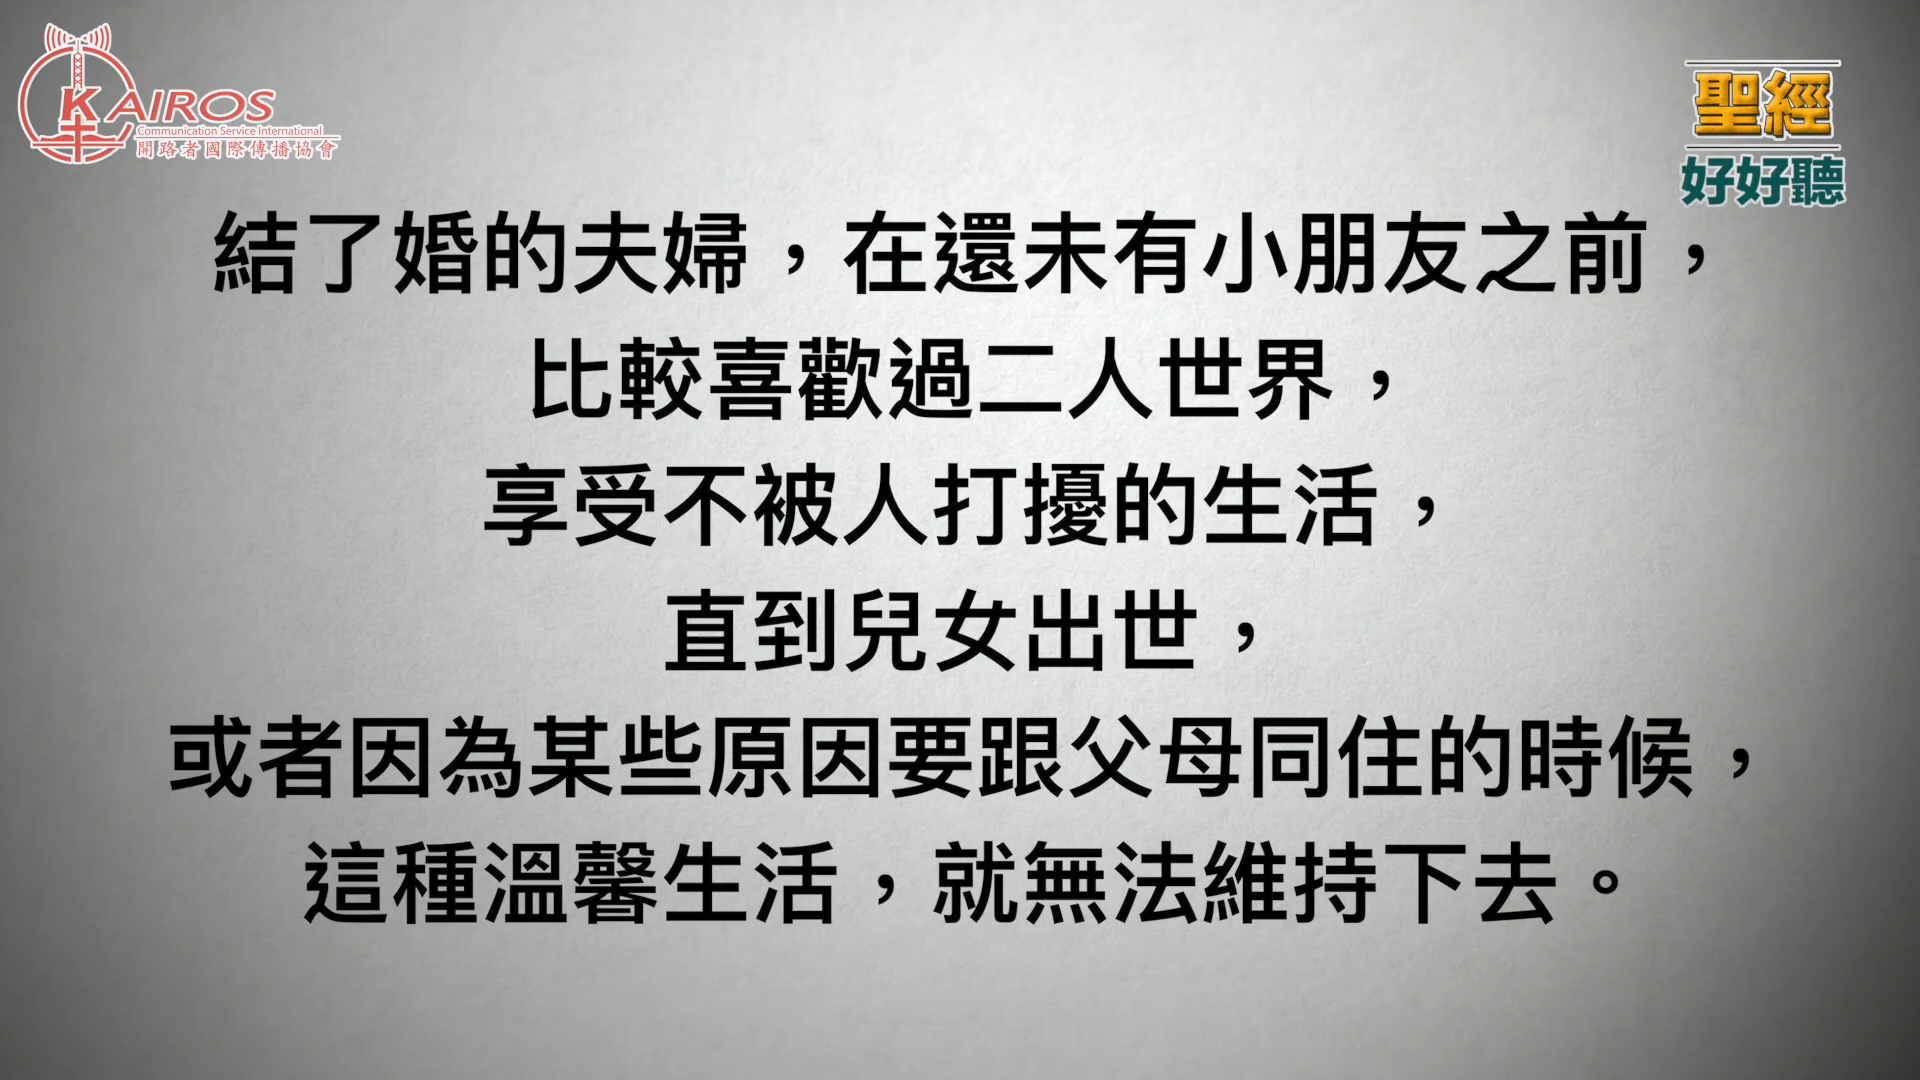 KAIROS
Communication Service International
開路者國際傳播協會
聖經
好好聽
結了婚的夫婦，在還未有小朋友之前，
比較喜歡過二人世界，
享受不被人打擾的生活，
直到兒女出世，
或者因為某些原因要跟父母同住的時候，
這種溫馨生活，就無法維持下去。